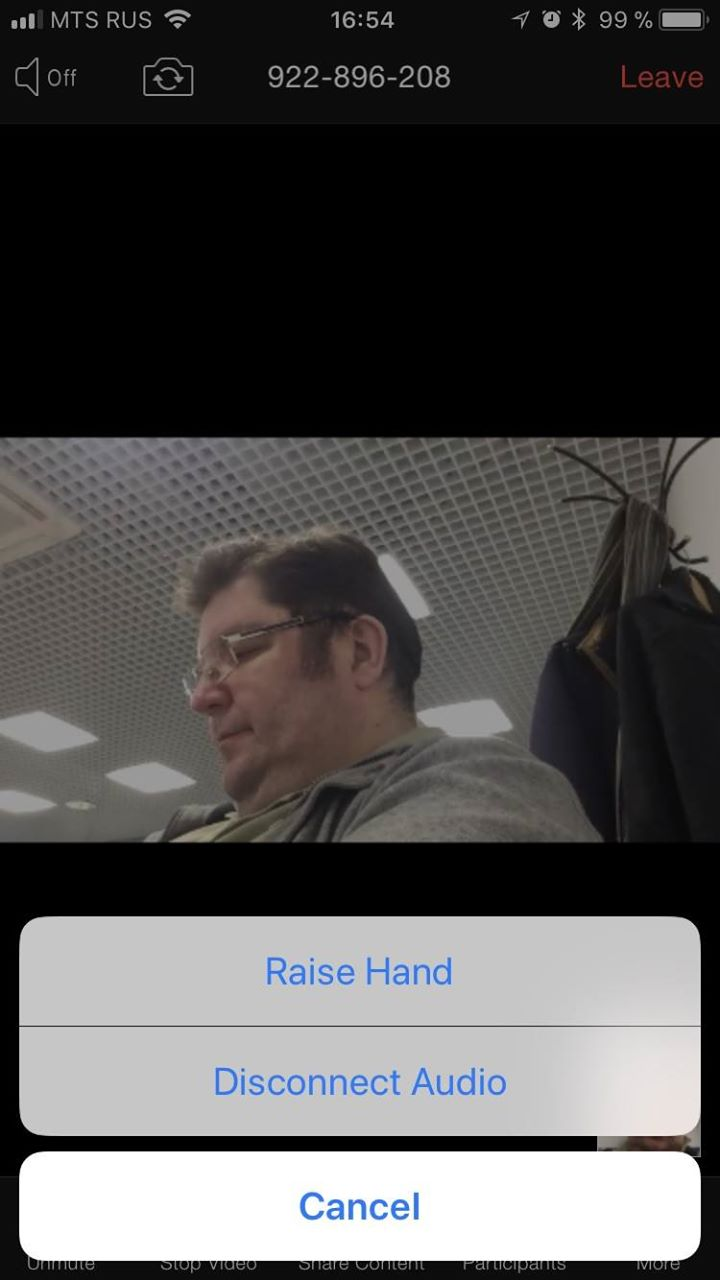 MTS RUS 16:54 99 %
Off 922-896-208 Leave
Raise Hand
Disconnect Audio
Cancel
Unmute Stop Video Share Content Participants More